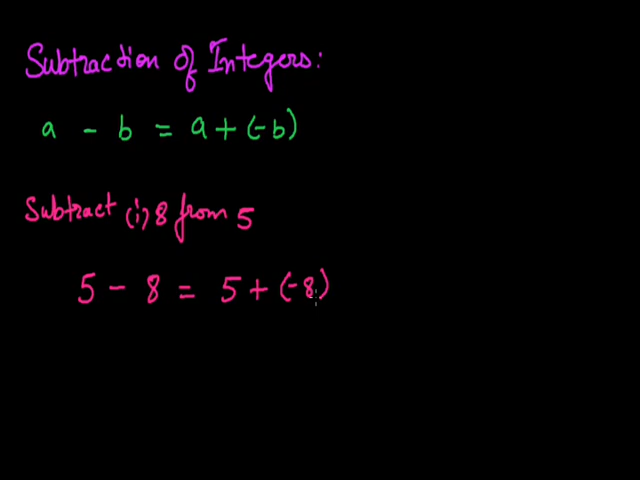 Subtraction of Integers:
a - b = a + (-b)
Subtract (i) 8 from 5
5 - 8 = 5 + (-8)